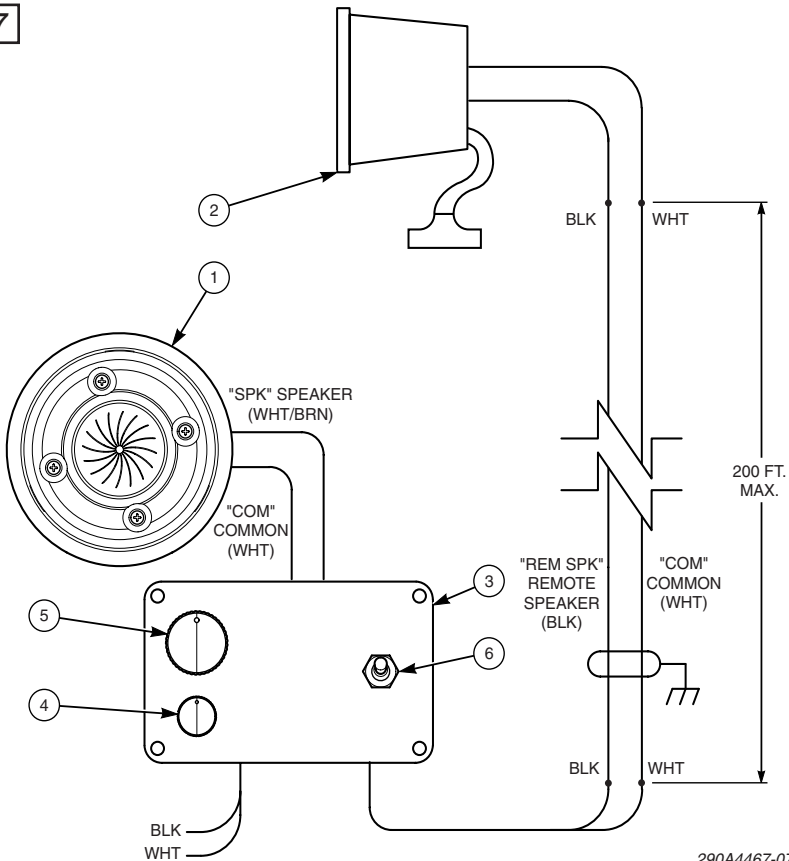 7
2
BLK
WHT
1
"SPK" SPEAKER
(WHT/BRN)
"COM"
COMMON
(WHT)
200 FT.
MAX.
"REM SPK"
REMOTE
SPEAKER
(BLK)
"COM"
COMMON
(WHT)
3
5
6
4
BLK
WHT
BLK
WHT